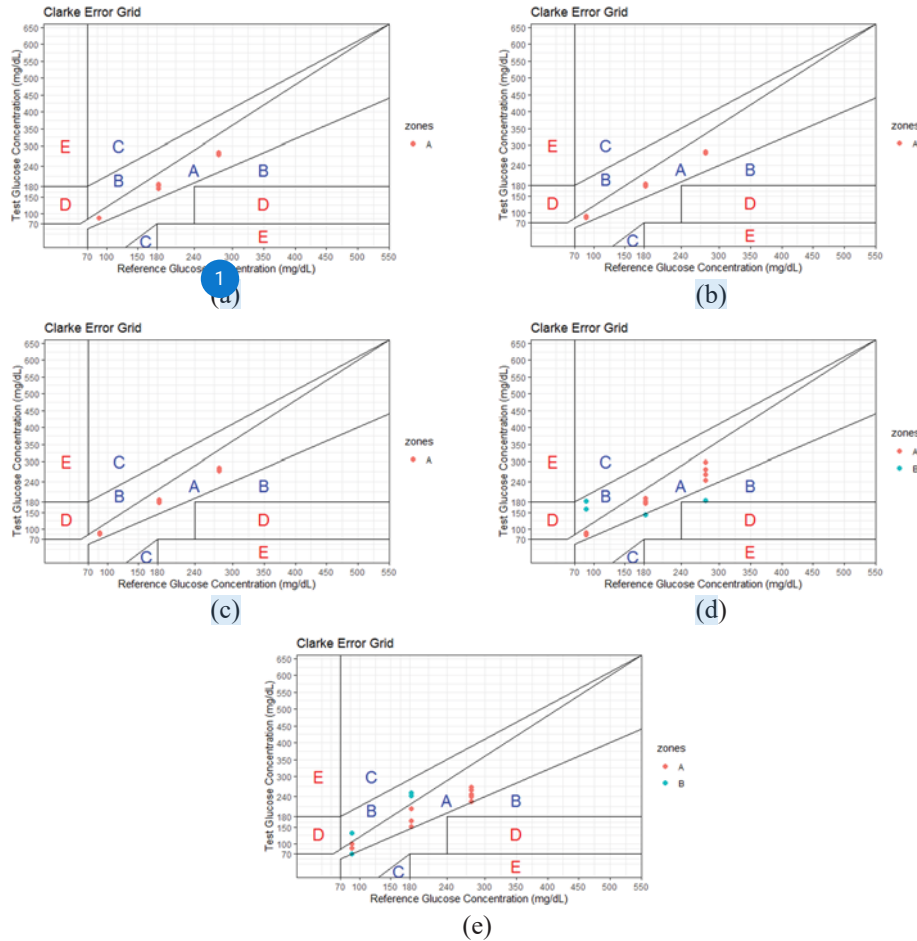 Clarke Error Grid
Test Glucose Concentration (mg/dL)
650
600
550
500
450
400
350
300
240
180
150
100
70
E
C
B
A
B
D
D
C
E
70 100 150 180 240 300 350 400 450 500 550
Reference Glucose Concentration (mg/dL)
zones
A
1
(a)
Clarke Error Grid
Test Glucose Concentration (mg/dL)
650
600
550
500
450
400
350
300
240
180
150
100
70
E
C
B
A
B
D
D
C
E
70 100 150 180 240 300 350 400 450 500 550
Reference Glucose Concentration (mg/dL)
zones
A
(b)
Clarke Error Grid
Test Glucose Concentration (mg/dL)
650
600
550
500
450
400
350
300
240
180
150
100
70
E
C
B
A
B
D
D
C
E
70 100 150 180 240 300 350 400 450 500 550
Reference Glucose Concentration (mg/dL)
zones
A
(c)
Clarke Error Grid
Test Glucose Concentration (mg/dL)
650
600
550
500
450
400
350
300
240
180
150
100
70
E
C
B
A
B
D
D
C
E
70 100 150 180 240 300 350 400 450 500 550
Reference Glucose Concentration (mg/dL)
zones
A
B
(d)
Clarke Error Grid
Test Glucose Concentration (mg/dL)
650
600
550
500
450
400
350
300
240
180
150
100
70
E
C
B
A
B
D
D
C
E
70 100 150 180 240 300 350 400 450 500 550
Reference Glucose Concentration (mg/dL)
zones
A
B
(e)